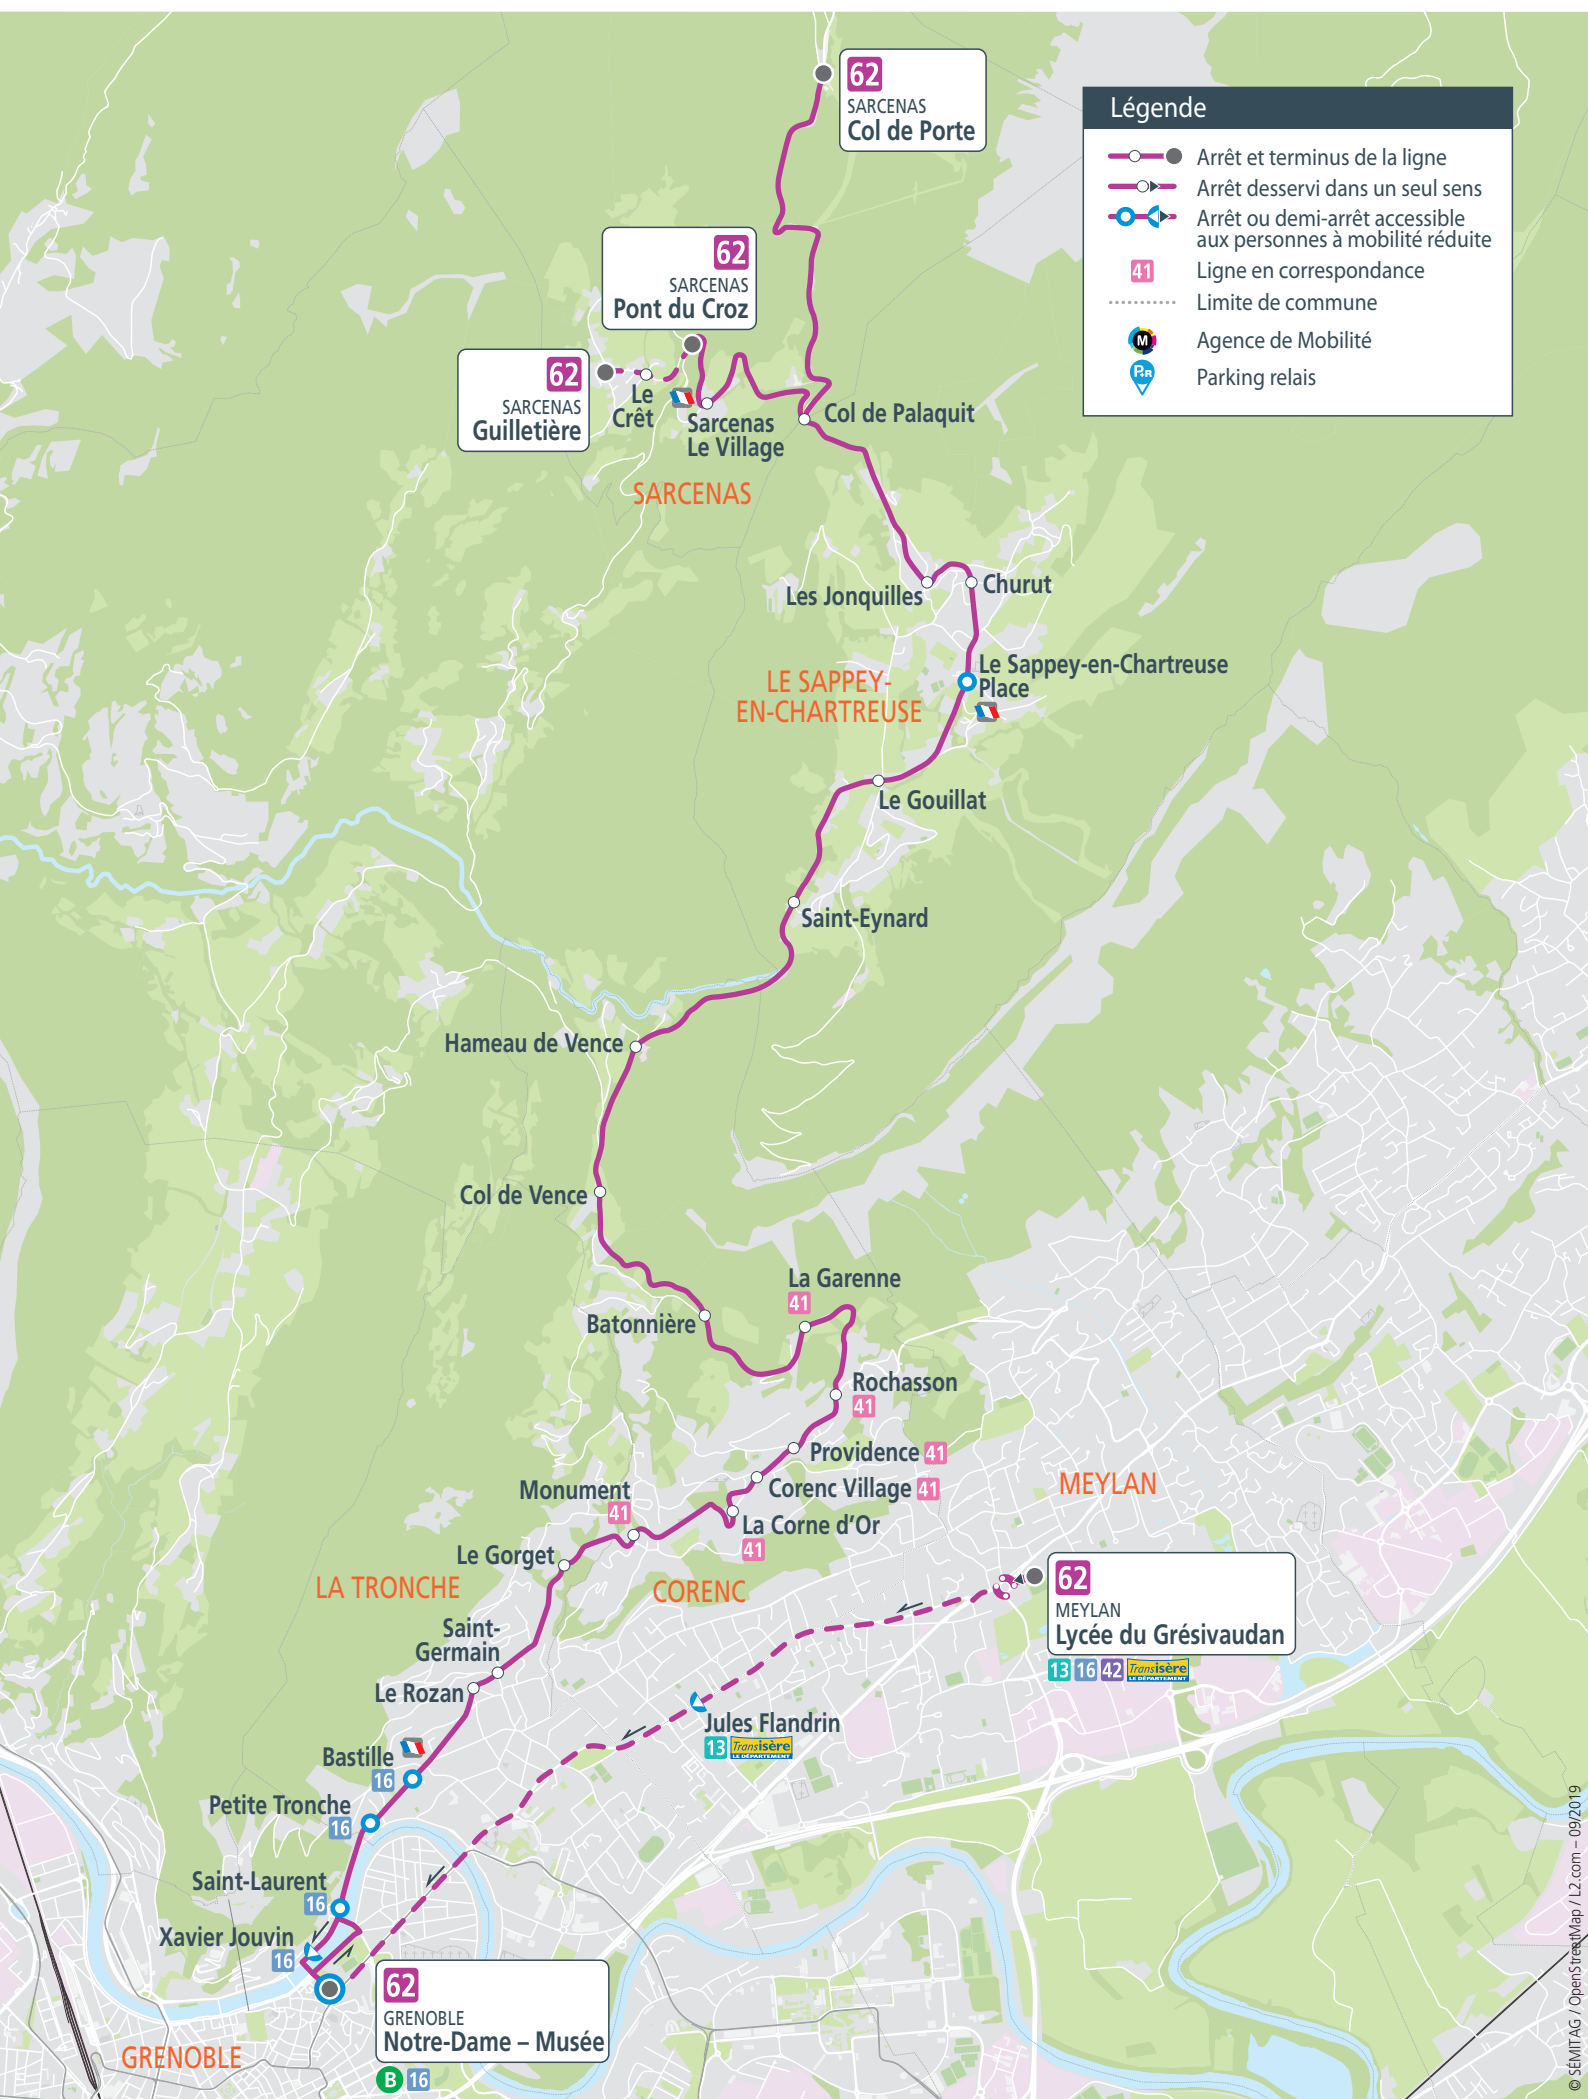 62
SARCENAS
Col de Porte
Légende
Arrêt et terminus de la ligne
Arrêt desservi dans un seul sens
Arrêt ou demi-arrêt accessible
aux personnes à mobilité réduite
41
Ligne en correspondance
Limite de commune
M
Agence de Mobilité
P+R
Parking relais
62
SARCENAS
Pont du Croz
62
SARCENAS
Guilletière
Le
Crêt
Sarcenas
Le Village
Col de Palaquit
SARCENAS
Les Jonquilles
Churut
Le Sappey-en-Chartreuse
Place
LE SAPPEY-
EN-CHARTREUSE
Le Gouillat
Saint-Eynard
Hameau de Vence
Col de Vence
La Garenne
41
Batonnière
Rochasson
41
Providence 41
Corenc Village 41
Monument
41
La Corne d'Or
41
MEYLAN
Le Gorget
LA TRONCHE
CORENC
62
MEYLAN
Lycée du Grésivaudan
13 16 42 Transisère
LE DÉPARTEMENT
Saint-
Germain
Le Rozan
Jules Flandrin
13 Transisère
LE DÉPARTEMENT
Bastille
16
Petite Tronche
16
Saint-Laurent
16
Xavier Jouvin
16
62
GRENOBLE
Notre-Dame – Musée
B 16
GRENOBLE
© SÉMITAG / OpenStreetMap / L2.com – 09/2019